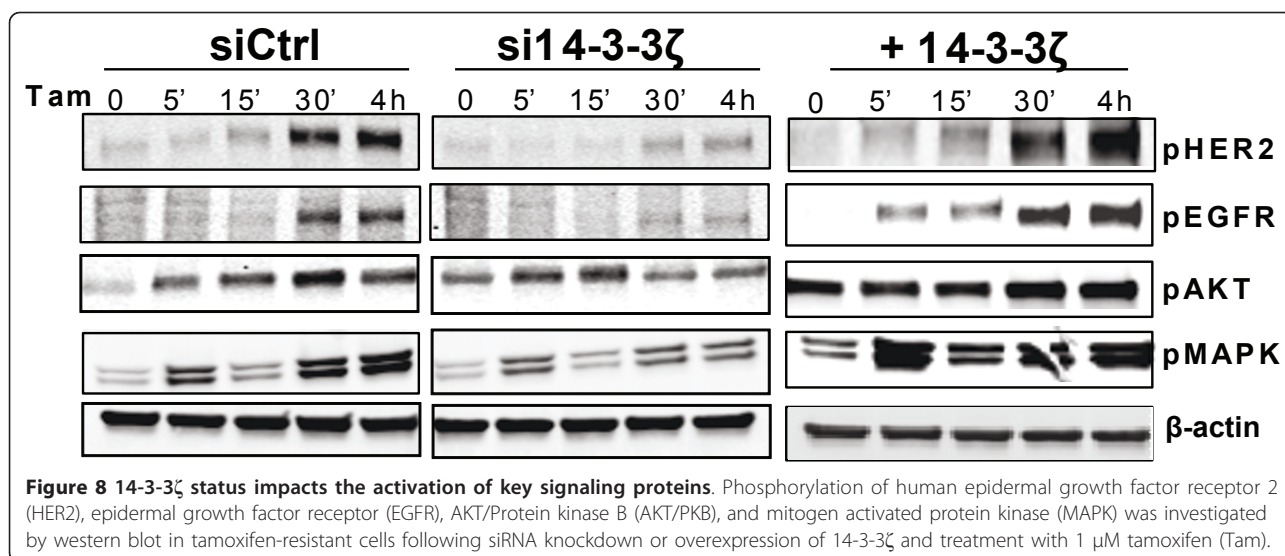 siCtrl si14-3-3ζ + 14-3-3ζ
Tam 0 5' 15' 30' 4h 0 5' 15' 30' 4h 0 5' 15' 30' 4h
pHER2
pEGFR
pAKT
pMAPK
β-actin
Figure 8 14-3-3ζ status impacts the activation of key signaling proteins. Phosphorylation of human epidermal growth factor receptor 2
(HER2), epidermal growth factor receptor (EGFR), AKT/Protein kinase B (AKT/PKB), and mitogen activated protein kinase (MAPK) was investigated
by western blot in tamoxifen-resistant cells following siRNA knockdown or overexpression of 14-3-3ζ and treatment with 1 μM tamoxifen (Tam).